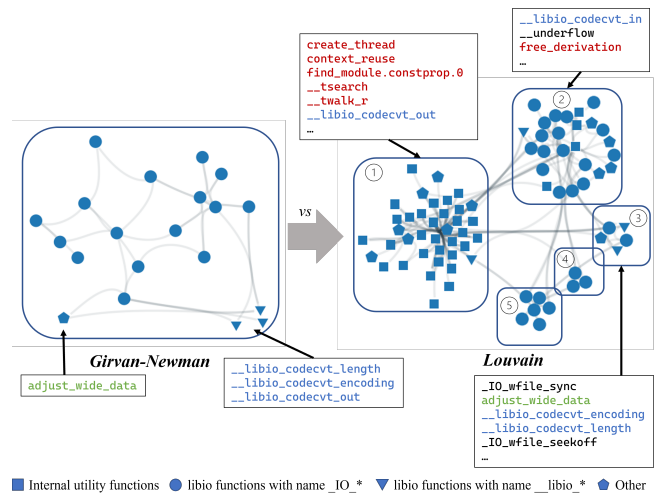 __libio_codecvt_in
__underflow
free_derivation
…
create_thread
context_reuse
find_module.constprop.0
__tsearch
__twalk_r
__libio_codecvt_out
…
1
2
3
4
5
vs
Girvan-Newman
Louvain
adjust_wide_data
__libio_codecvt_length
__libio_codecvt_encoding
__libio_codecvt_out
_IO_wfile_sync
adjust_wide_data
__libio_codecvt_encoding
__libio_codecvt_length
_IO_wfile_seekoff
…
Internal utility functions
libio functions with name _IO_*
libio functions with name __libio_*
Other